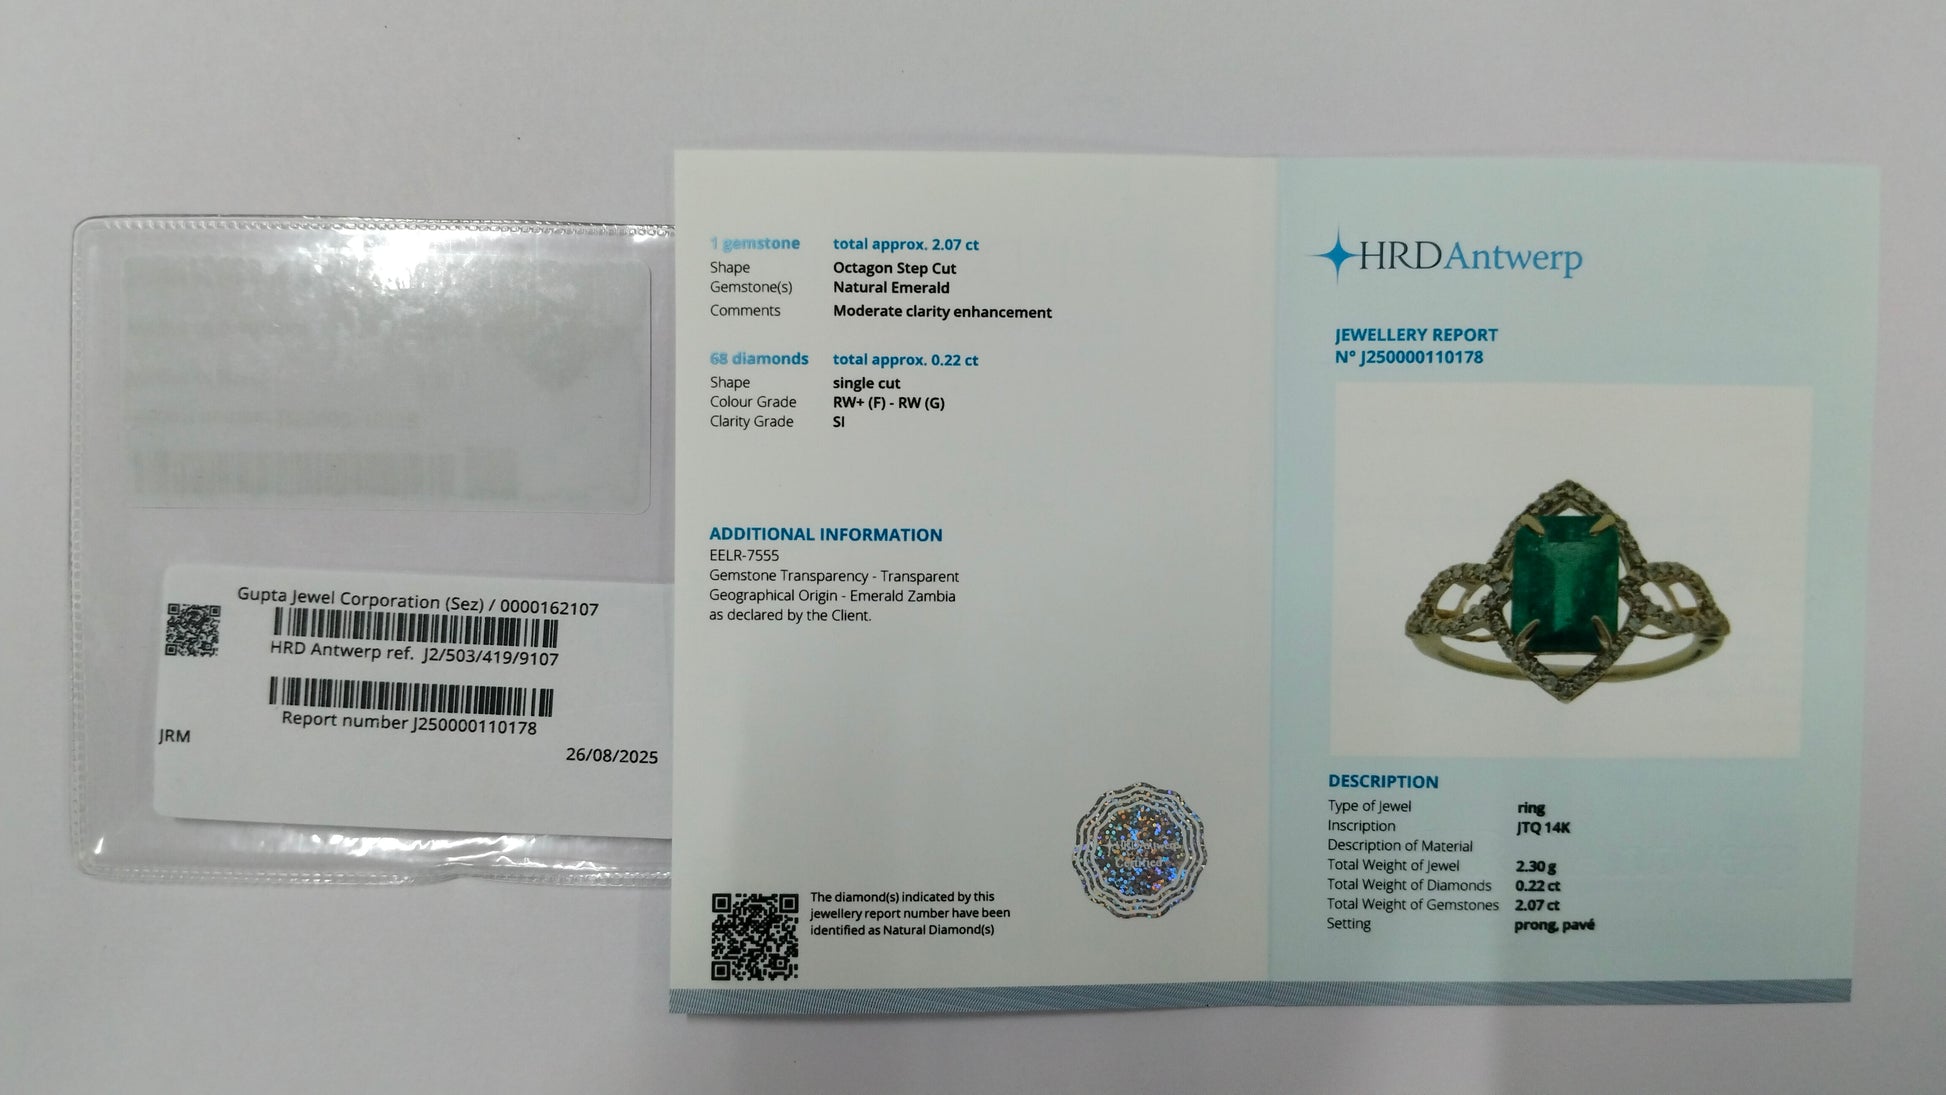 Gupta Jewel Corporation (Sez) / 0000162107
HRD Antwerp ref. J2/503/419/9107
Report number J250000110178
JRM
26/08/2025
1 gemstone total approx. 2.07 ct
Shape Octagon Step Cut
Gemstone(s) Natural Emerald
Comments Moderate clarity enhancement
68 diamonds total approx. 0.22 ct
Shape single cut
Colour Grade RW+ (F) - RW (G)
Clarity Grade SI
ADDITIONAL INFORMATION
EELR-7555
Gemstone Transparency - Transparent
Geographical Origin - Emerald Zambia
as declared by the Client.
The diamond(s) indicated by this
jewellery report number have been
identified as Natural Diamond(s)
HRD Antwerp
Certified
HRDAntwerp
JEWELLERY REPORT
N° J250000110178
DESCRIPTION
Type of Jewel ring
Inscription JTQ 14K
Description of Material
Total Weight of Jewel 2.30 g
Total Weight of Diamonds 0.22 ct
Total Weight of Gemstones 2.07 ct
Setting prong, pavé